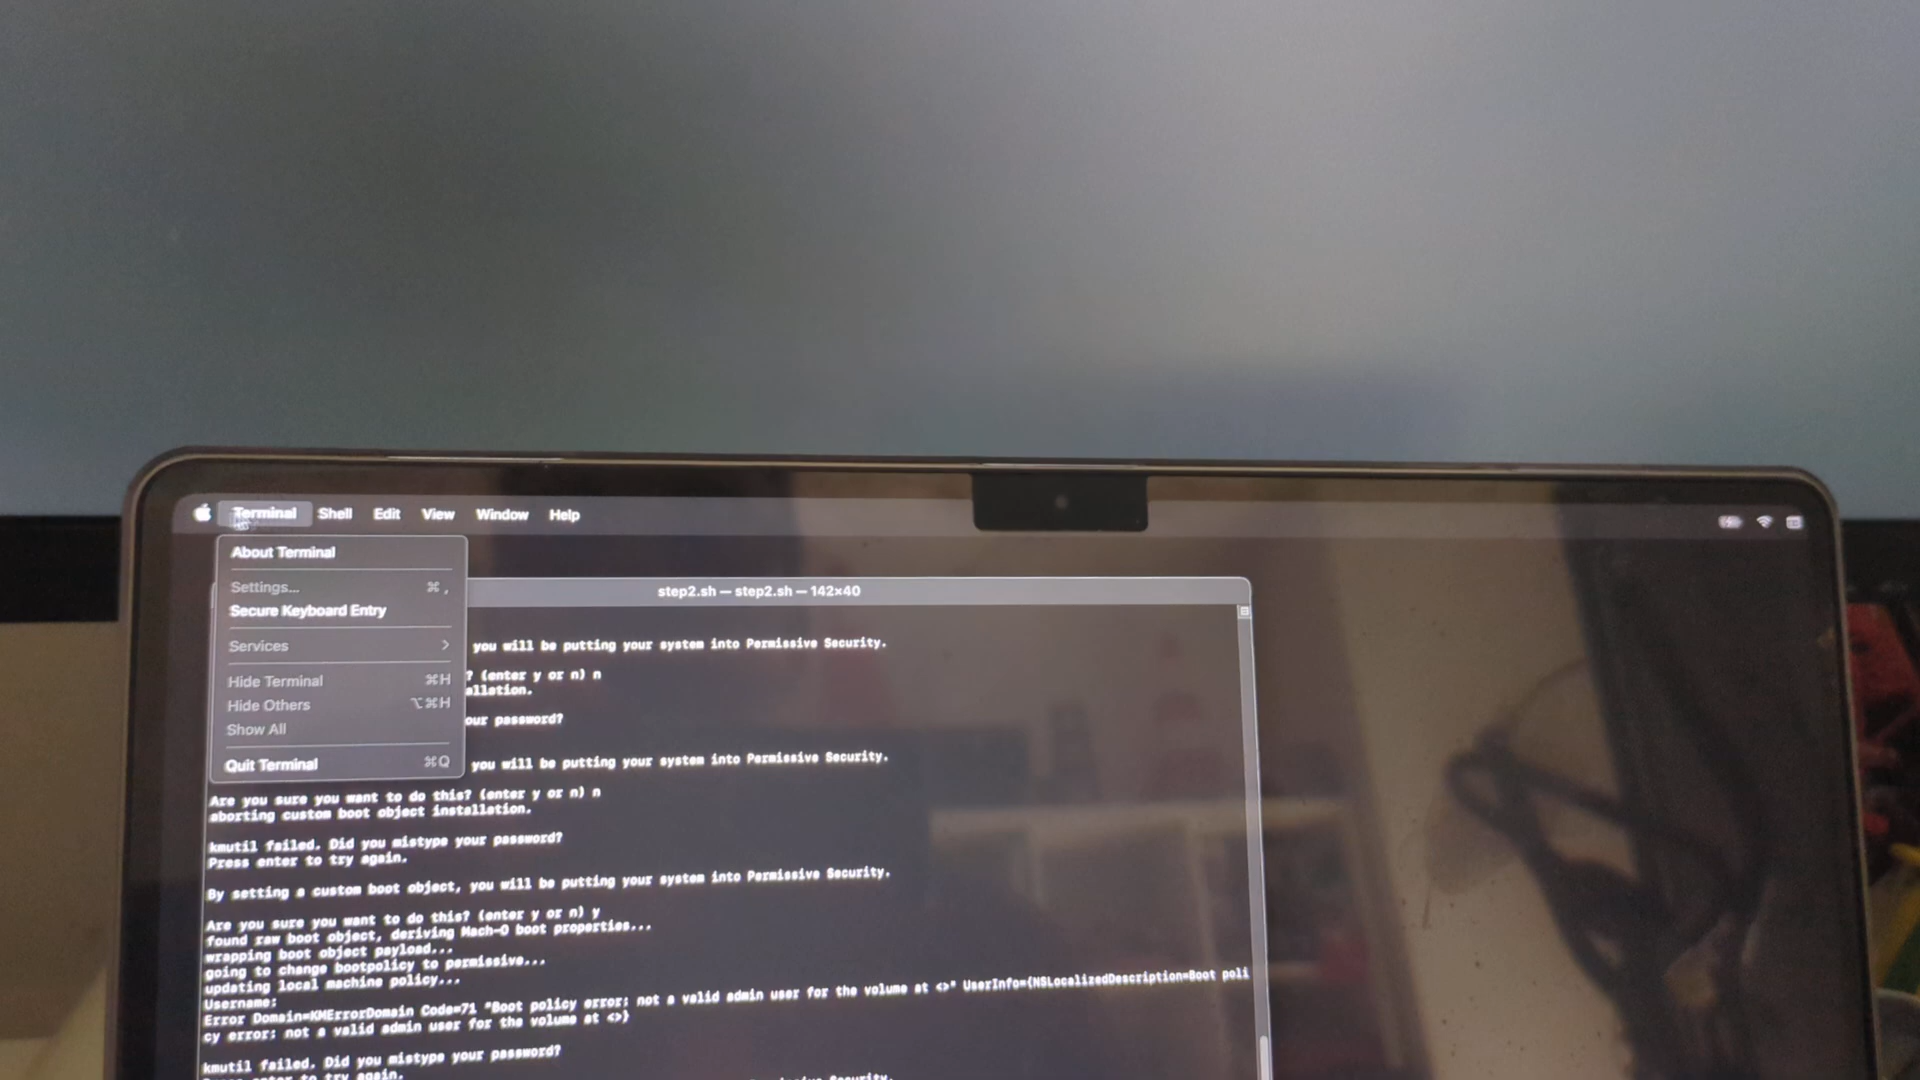 Terminal Shell Edit View Window Help
About Terminal
Settings... ⌘ ,
Secure Keyboard Entry
Services >
Hide Terminal ⌘H
Hide Others ⌥⌘H
Show All
Quit Terminal ⌘Q
step2.sh — step2.sh — 142×40
you will be putting your system into Permissive Security.
? (enter y or n) n
allation.
our password?
you will be putting your system into Permissive Security.
Are you sure you want to do this? (enter y or n) n
aborting custom boot object installation.
kmutil failed. Did you mistype your password?
Press enter to try again.
By setting a custom boot object, you will be putting your system into Permissive Security.
Are you sure you want to do this? (enter y or n) y
found raw boot object, deriving Mach-O boot properties...
wrapping boot object payload...
going to change bootpolicy to permissive...
updating local machine policy...
Username:
Error Domain=KMErrorDomain Code=71 "Boot policy error: not a valid admin user for the volume at <>" UserInfo={NSLocalizedDescription=Boot poli
cy error: not a valid admin user for the volume at <>}
kmutil failed. Did you mistype your password?
enter to try again.
Security.